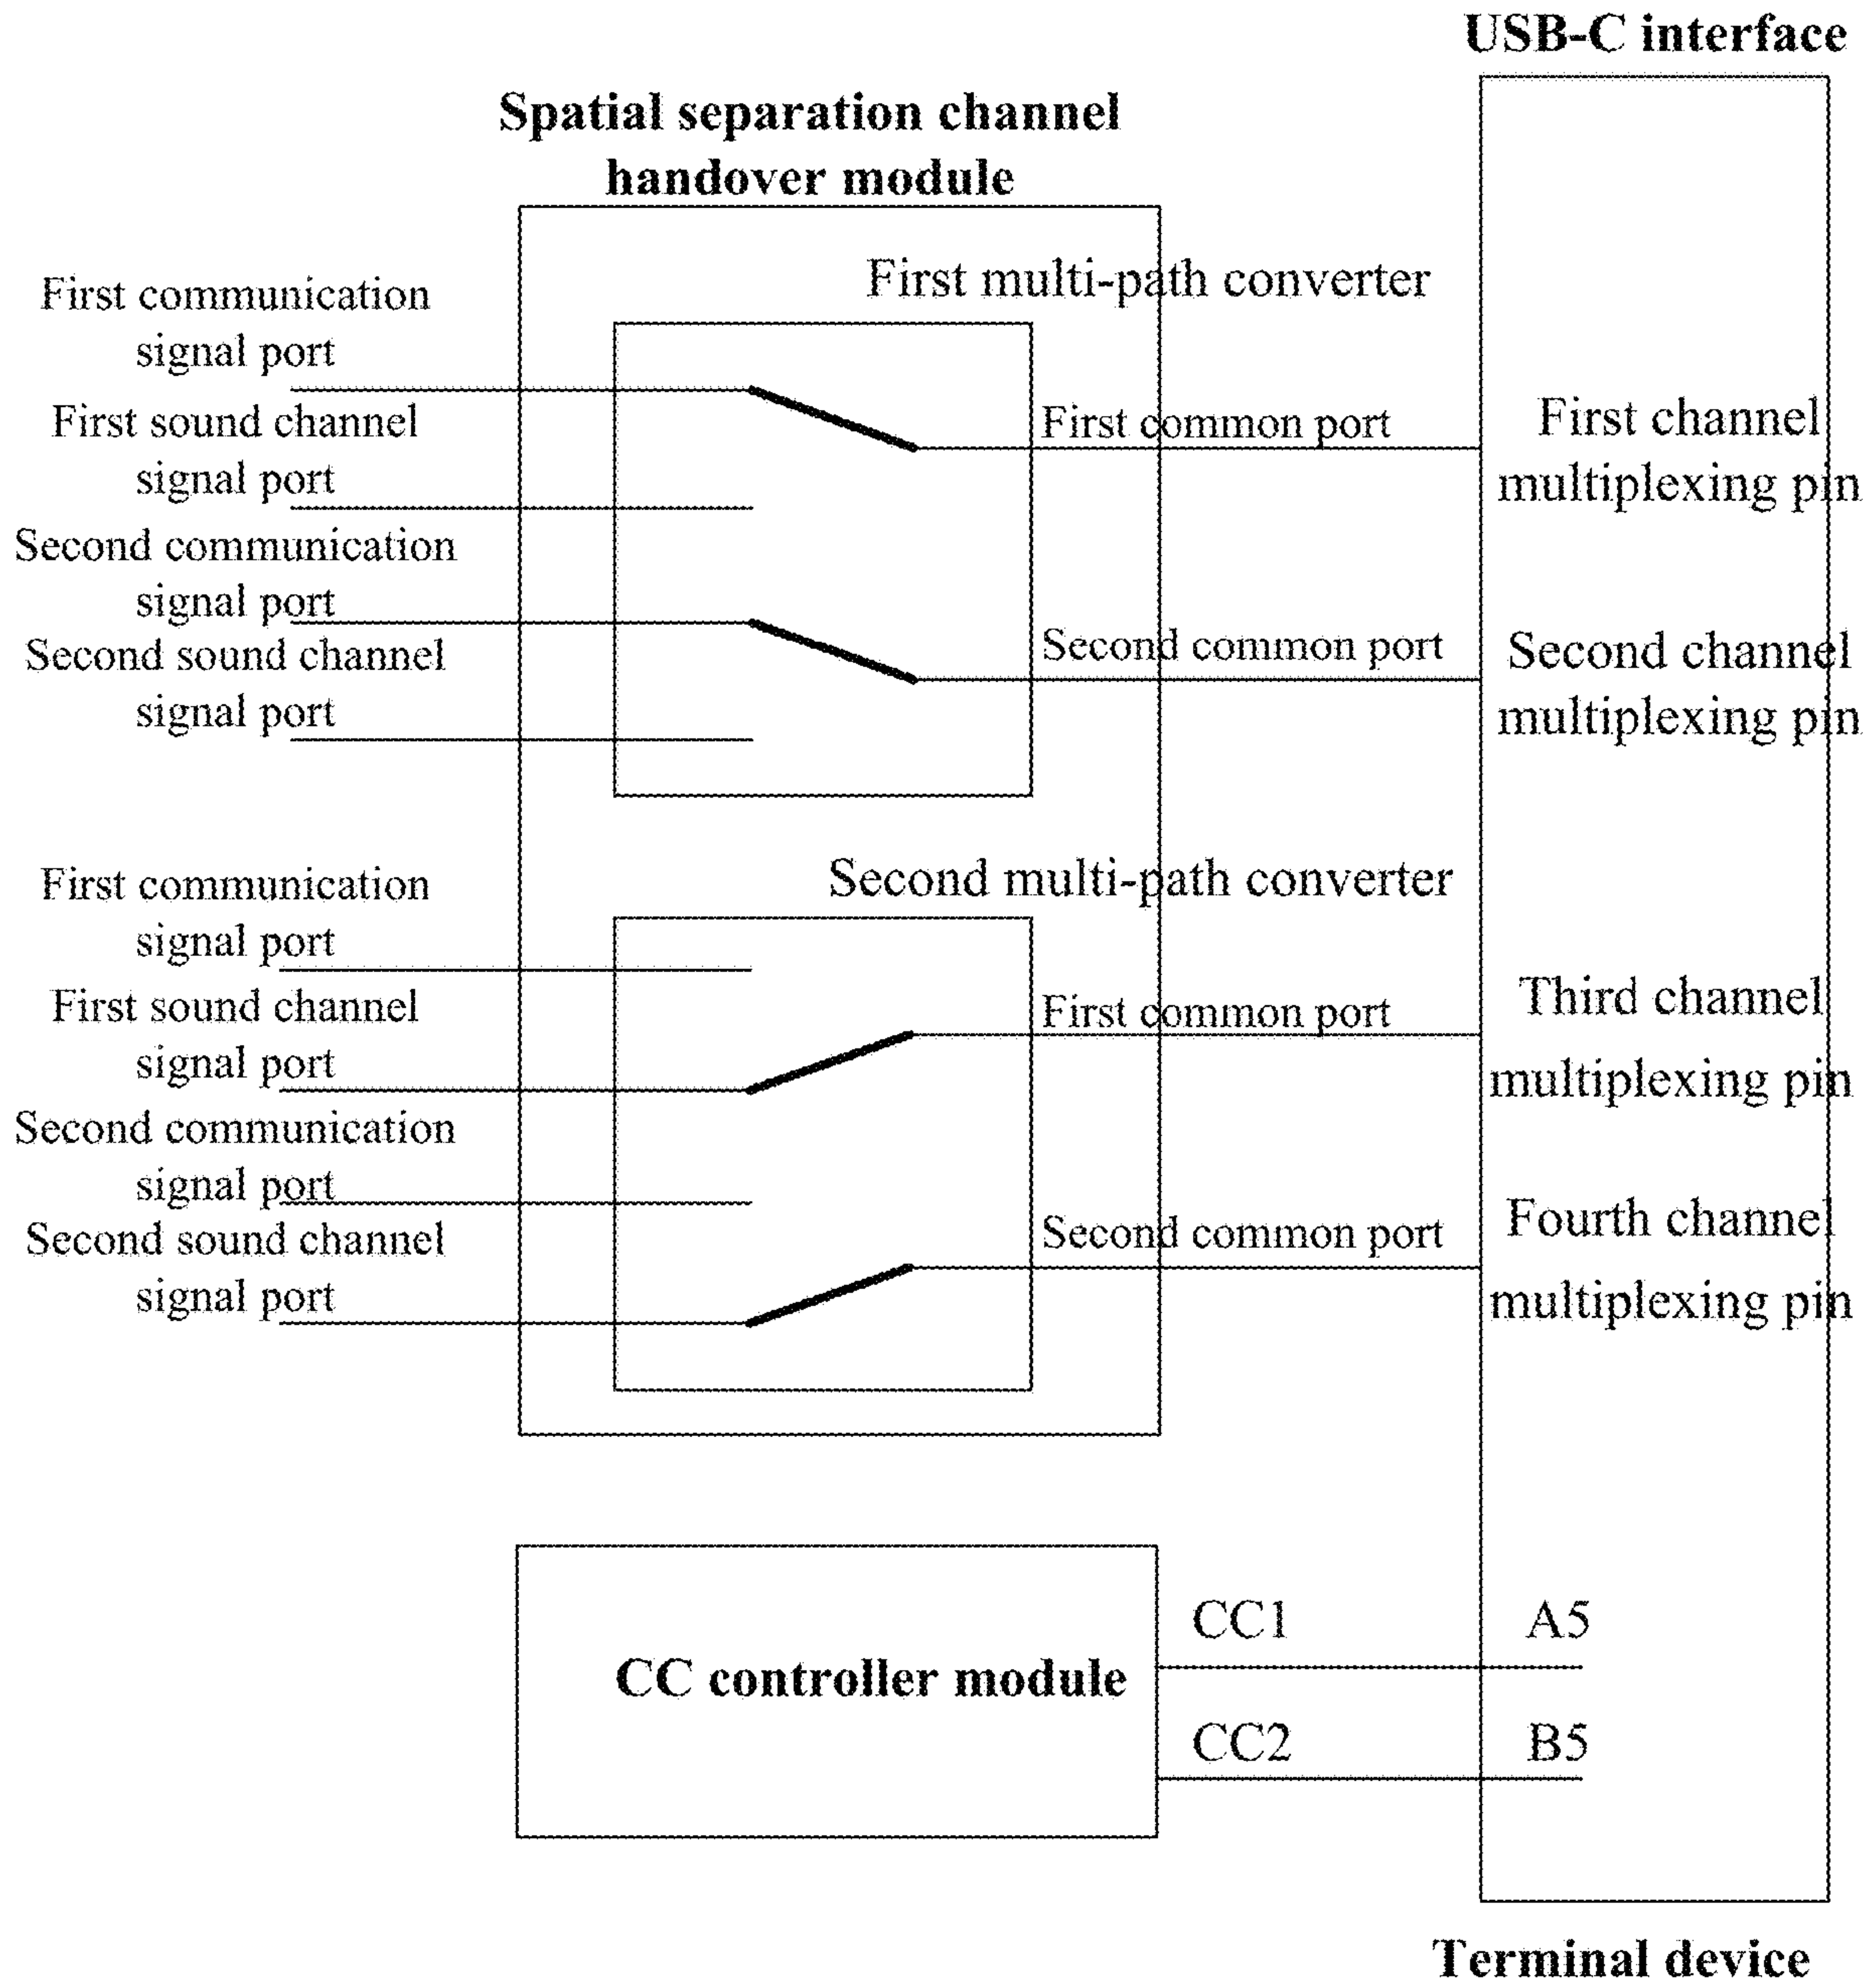 USB-C interface
Spatial separation channel
handover module
First multi-path converter
First communication
signal port
First sound channel
signal port
Second communication
signal port
Second sound channel
signal port
First common port
Second common port
First channel
multiplexing pin
Second channel
multiplexing pin
Second multi-path converter
First communication
signal port
First sound channel
signal port
Second communication
signal port
Second sound channel
signal port
First common port
Second common port
Third channel
multiplexing pin
Fourth channel
multiplexing pin
CC controller module
CC1
A5
CC2
B5
Terminal device